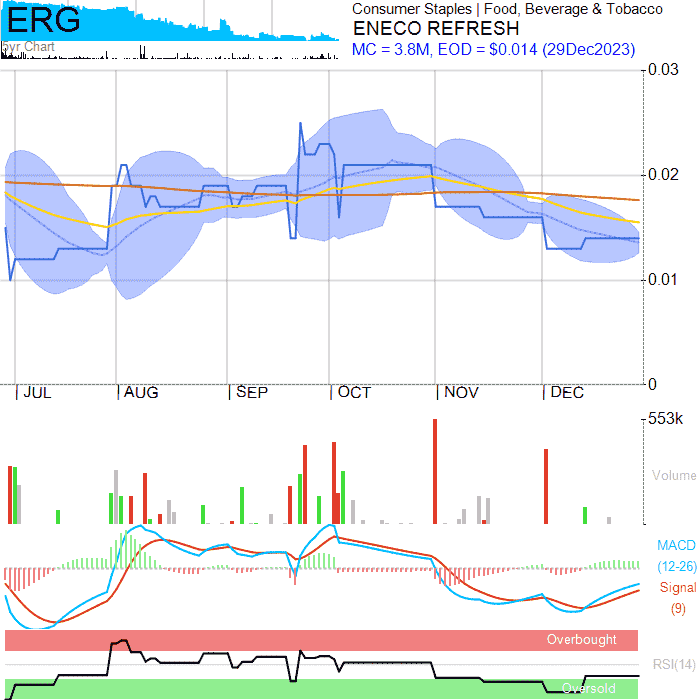 ERG
5yr Chart
Consumer Staples | Food, Beverage & Tobacco
ENECO REFRESH
MC = 3.8M, EOD = $0.014 (29Dec2023)
0.03
0.02
0.01
0
JUL AUG SEP OCT NOV DEC
553k
Volume
MACD
(12-26)
Signal
(9)
Overbought
RSI(14)
Oversold